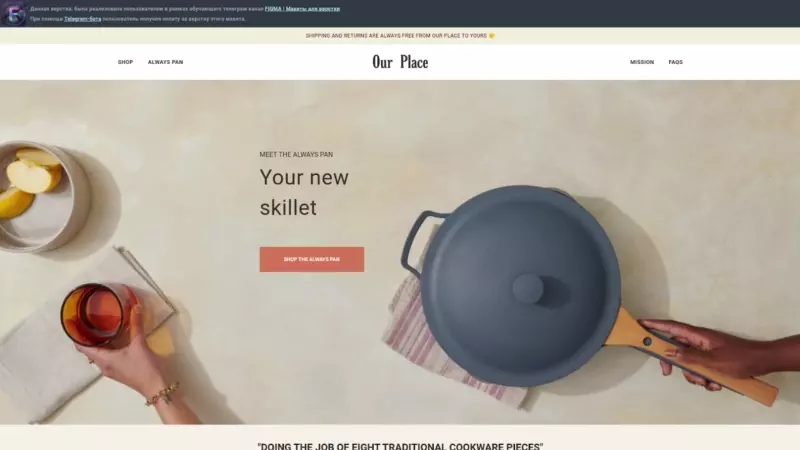 Данная верстка, была реализована пользователем в рамках обучающего телеграм канал FIGMA | Макеты для верстки
При помощи Telegram-бота пользователь получил копию на верстку этого макета.
SHIPPING AND RETURNS ARE ALWAYS FREE FROM OUR PLACE TO YOURS
SHOP ALWAYS PAN Our Place MISSION FAQS
MEET THE ALWAYS PAN
Your new
skillet
SHOP THE ALWAYS PAN
"DOING THE JOB OF EIGHT TRADITIONAL COOKWARE PIECES"